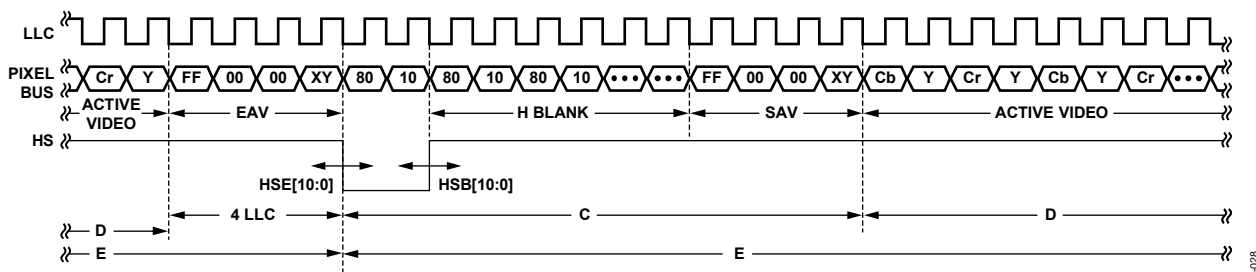 LLC
PIXEL BUS Cr Y FF 00 00 XY 80 10 80 10 80 10 ••• ••• FF 00 00 XY Cb Y Cr Y Cb Y Cr •••
ACTIVE VIDEO EAV H BLANK SAV ACTIVE VIDEO
HS
HSE[10:0] HSB[10:0]
4 LLC C D
D
E E